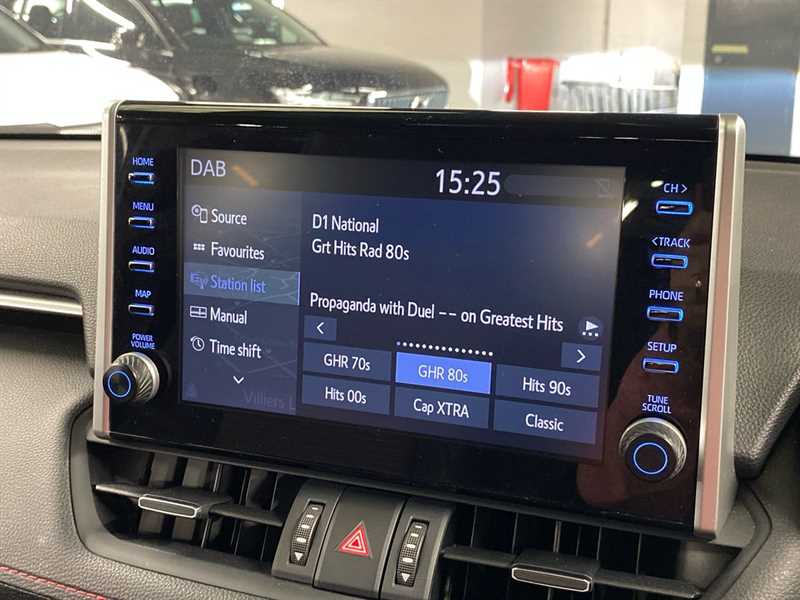 HOME
MENU
AUDIO
MAP
POWER
VOLUME
DAB
15:25
Source
Favourites
Station list
Manual
Time shift
D1 National
Grt Hits Rad 80s
Propaganda with Duel -- on Greatest Hits
<
>
GHR 70s
GHR 80s
Hits 90s
Hits 00s
Cap XTRA
Classic
Villiers L
CH >
< TRACK
PHONE
SETUP
TUNE
SCROLL